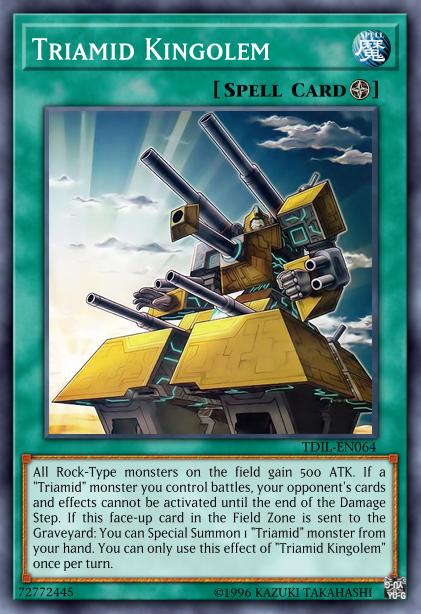 TRIAMID KINGOLEM
SPELL
魔
[SPELL CARD]
TDIL-EN064
All Rock-Type monsters on the field gain 500 ATK. If a
"Triamid" monster you control battles, your opponent's cards
and effects cannot be activated until the end of the Damage
Step. If this face-up card in the Field Zone is sent to the
Graveyard: You can Special Summon 1 "Triamid" monster from
your hand. You can only use this effect of "Triamid Kingolem"
once per turn.
72772445
©1996 KAZUKI TAKAHASHI